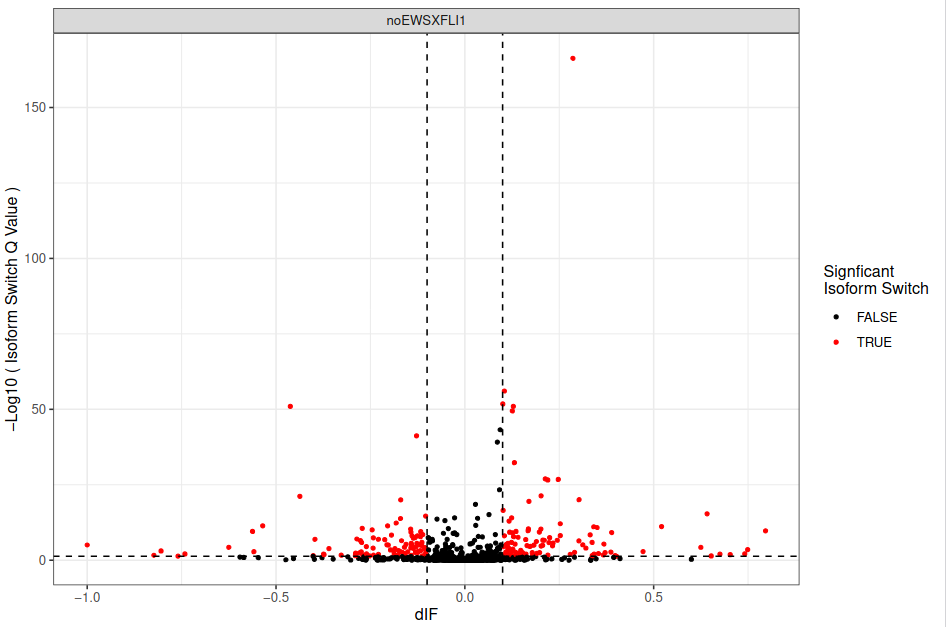 noEWSXFLI1
150
100
50
0
−Log10 ( Isoform Switch Q Value )
−1.0
−0.5
0.0
0.5
dIF
Signficant
Isoform Switch
FALSE
TRUE